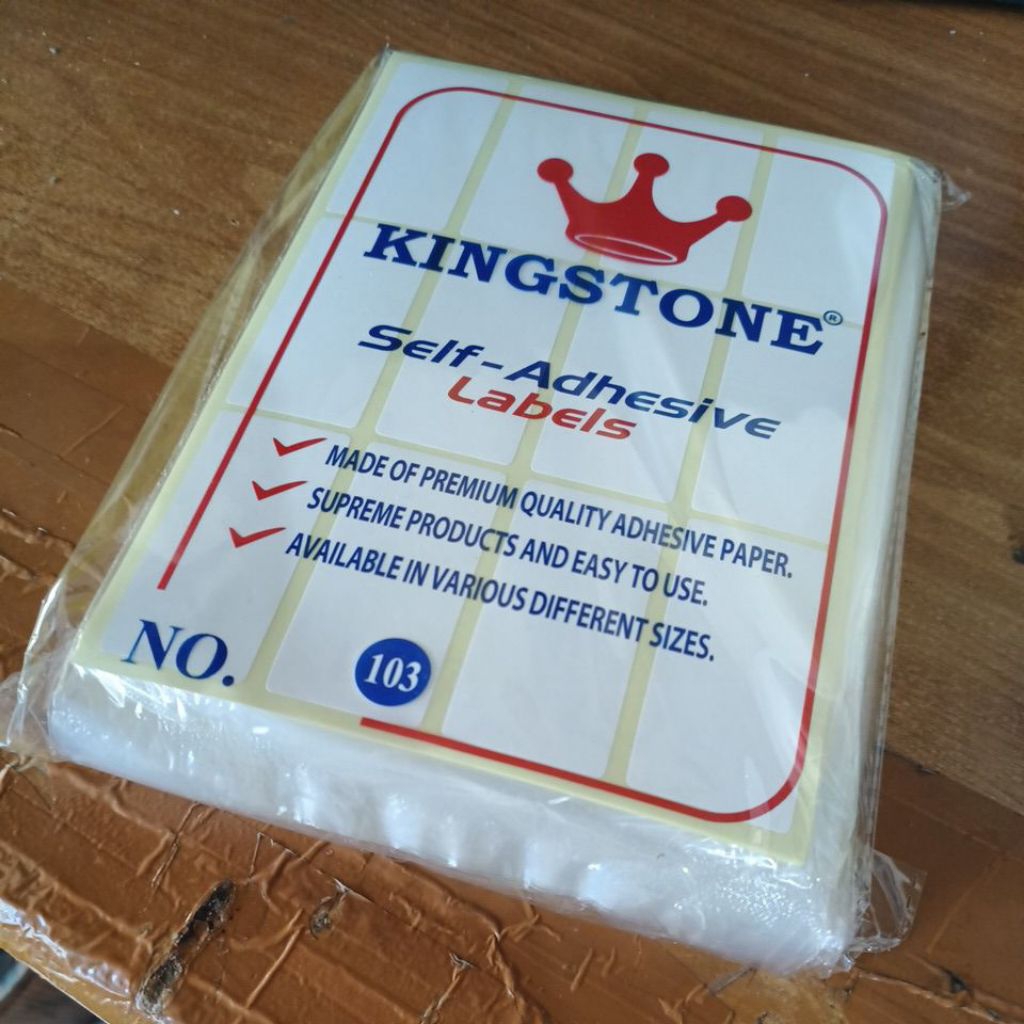 KINGSTONE®
Self-Adhesive
Labels
MADE OF PREMIUM QUALITY ADHESIVE PAPER.
SUPREME PRODUCTS AND EASY TO USE.
AVAILABLE IN VARIOUS DIFFERENT SIZES.
NO. 103